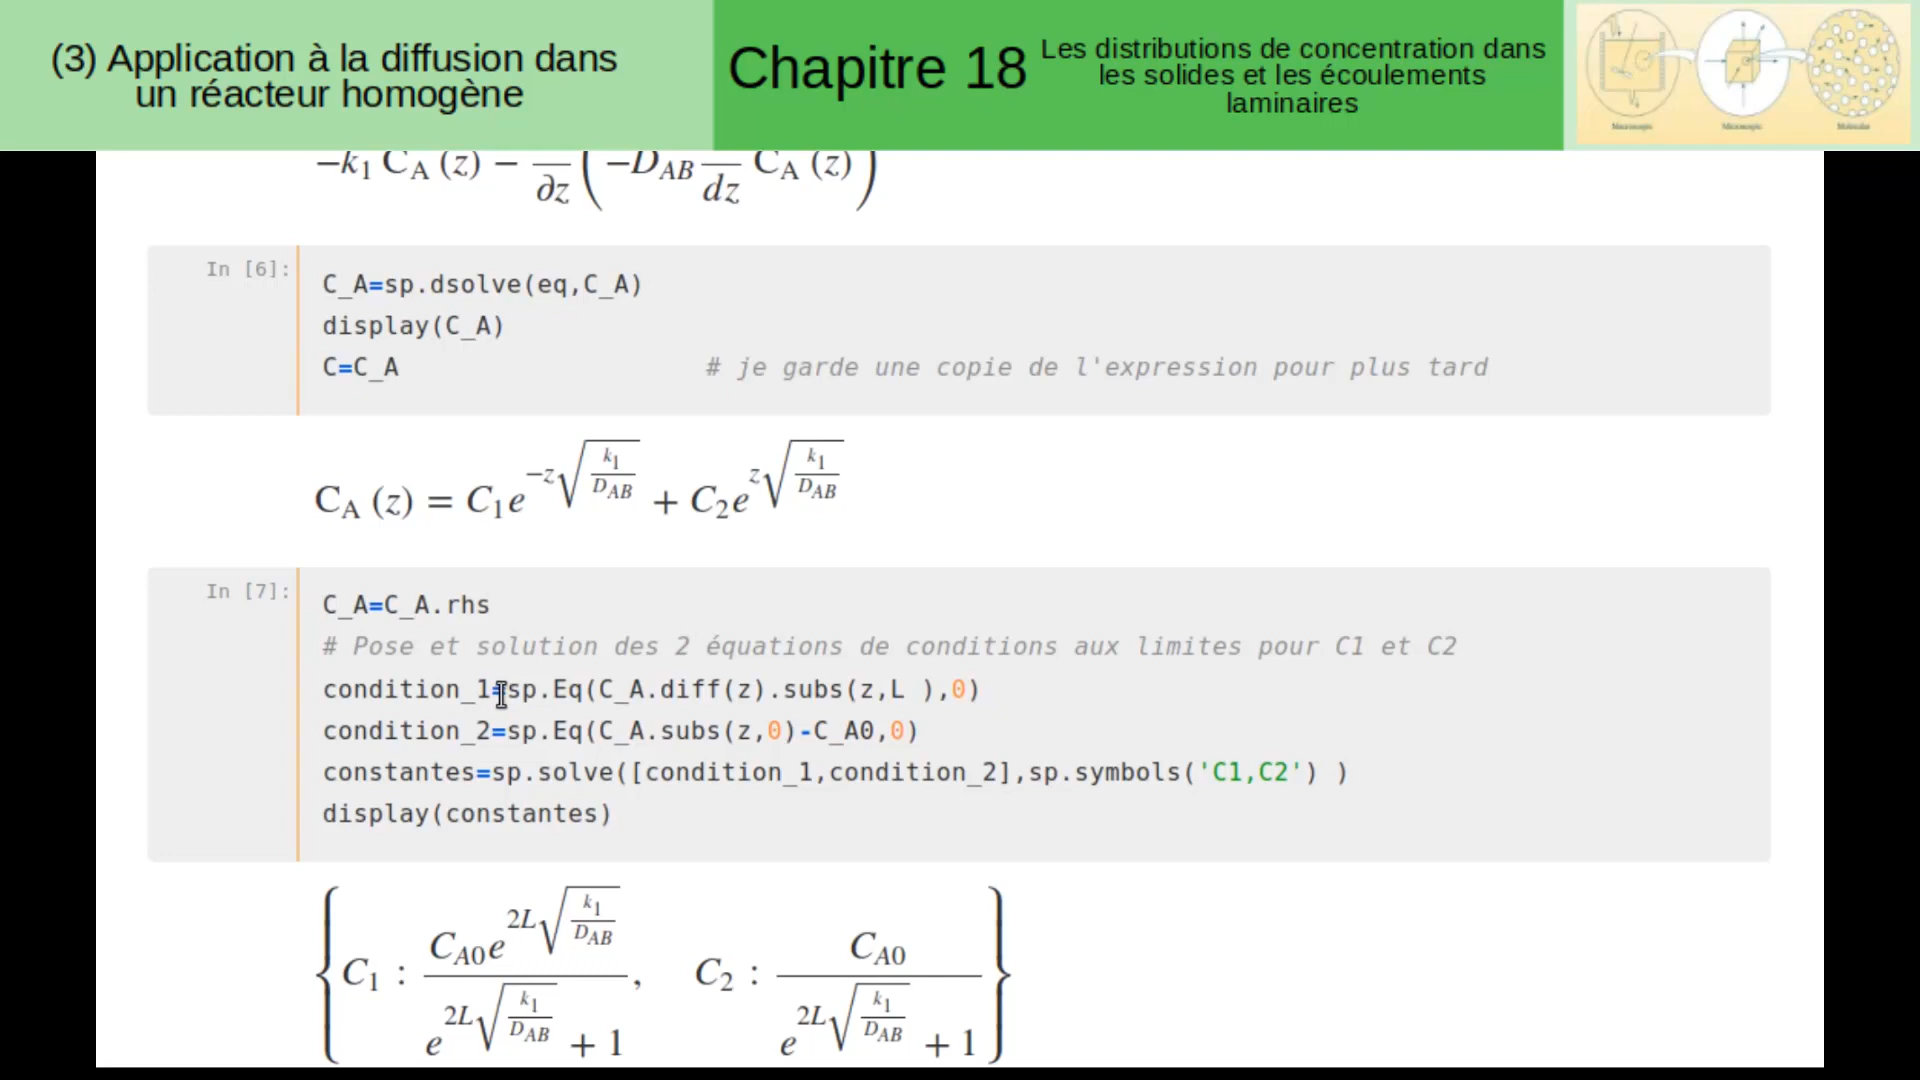 (3) Application à la diffusion dans
un réacteur homogène
Chapitre 18
Les distributions de concentration dans
les solides et les écoulements
laminaires
−k₁ C_A (z) − ∂/∂z (−D_AB d/dz C_A (z))
In [6]:
C_A=sp.dsolve(eq,C_A)
display(C_A)
C=C_A # je garde une copie de l'expression pour plus tard
C_A (z) = C₁e^(−z√(k₁/D_AB)) + C₂e^(z√(k₁/D_AB))
In [7]:
C_A=C_A.rhs
# Pose et solution des 2 équations de conditions aux limites pour C1 et C2
condition_1=sp.Eq(C_A.diff(z).subs(z,L ),0)
condition_2=sp.Eq(C_A.subs(z,0)-C_A0,0)
constantes=sp.solve([condition_1,condition_2],sp.symbols('C1,C2') )
display(constantes)
{C₁ : C_A0 e^(2L√(k₁/D_AB)) / (e^(2L√(k₁/D_AB)) + 1), C₂ : C_A0 / (e^(2L√(k₁/D_AB)) + 1)}